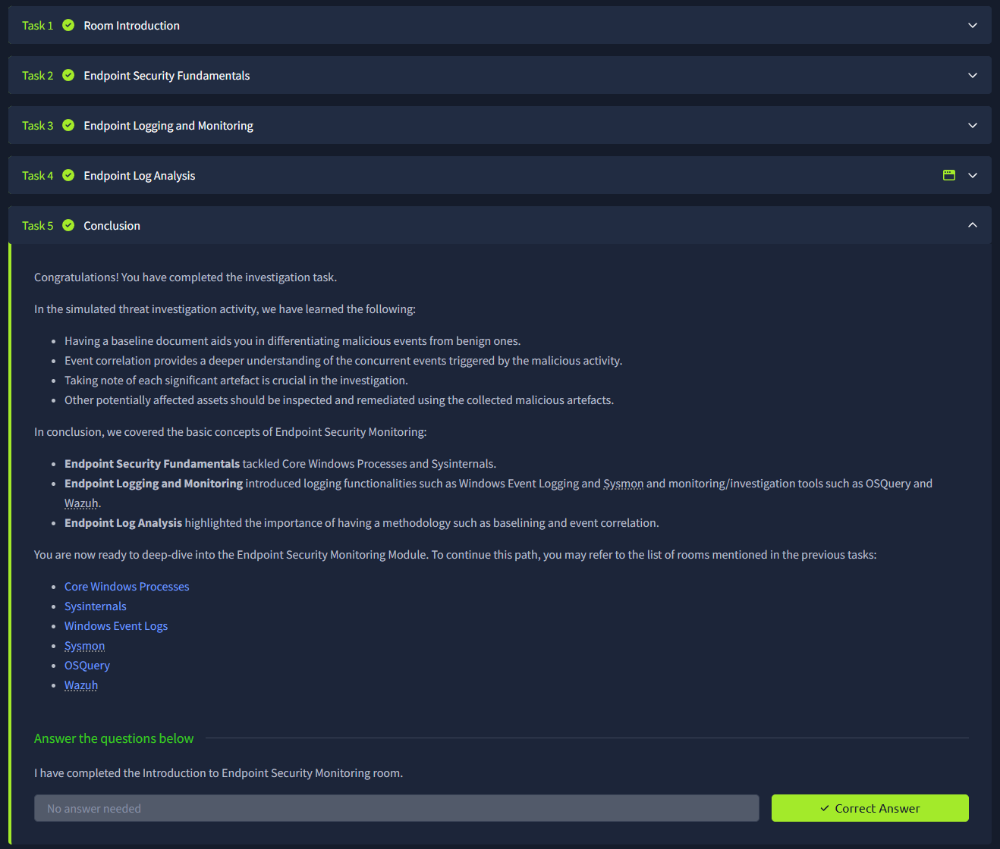 Task 1 Room Introduction
Task 2 Endpoint Security Fundamentals
Task 3 Endpoint Logging and Monitoring
Task 4 Endpoint Log Analysis
Task 5 Conclusion
Congratulations! You have completed the investigation task.
In the simulated threat investigation activity, we have learned the following:
Having a baseline document aids you in differentiating malicious events from benign ones.
Event correlation provides a deeper understanding of the concurrent events triggered by the malicious activity.
Taking note of each significant artefact is crucial in the investigation.
Other potentially affected assets should be inspected and remediated using the collected malicious artefacts.
In conclusion, we covered the basic concepts of Endpoint Security Monitoring:
Endpoint Security Fundamentals tackled Core Windows Processes and Sysinternals.
Endpoint Logging and Monitoring introduced logging functionalities such as Windows Event Logging and Sysmon and monitoring/investigation tools such as OSQuery and
Wazuh.
Endpoint Log Analysis highlighted the importance of having a methodology such as baselining and event correlation.
You are now ready to deep-dive into the Endpoint Security Monitoring Module. To continue this path, you may refer to the list of rooms mentioned in the previous tasks:
Core Windows Processes
Sysinternals
Windows Event Logs
Sysmon
OSQuery
Wazuh
Answer the questions below
I have completed the Introduction to Endpoint Security Monitoring room.
No answer needed
Correct Answer